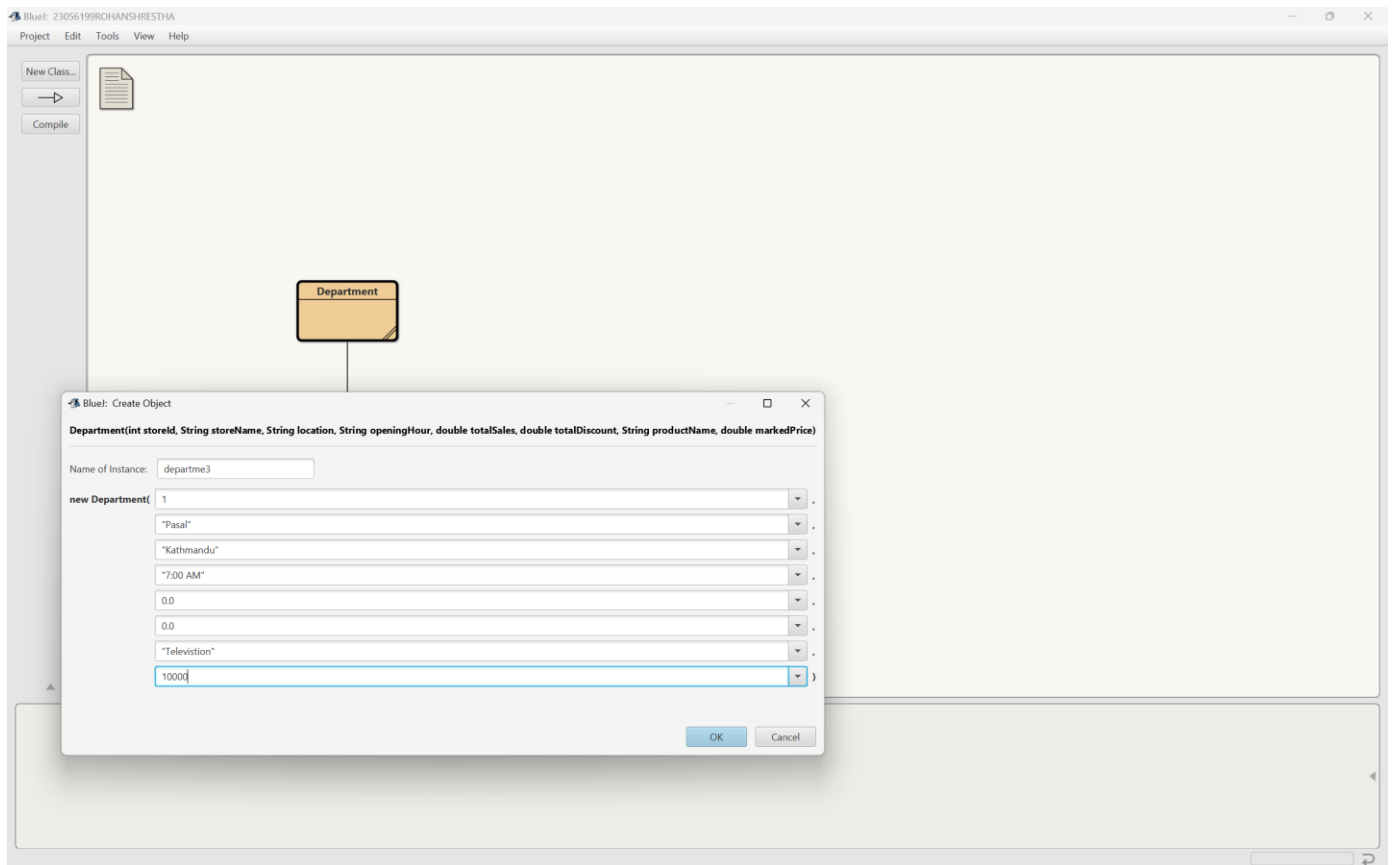 BlueJ: 23056199ROHANSHRESTHA
Project Edit Tools View Help
New Class...
Compile
Department
BlueJ: Create Object
Department(int storeId, String storeName, String location, String openingHour, double totalSales, double totalDiscount, String productName, double markedPrice)
Name of Instance: departme3
new Department( 1 ,
"Pasal" ,
"Kathmandu" ,
"7:00 AM" ,
0.0 ,
0.0 ,
"Televistion" ,
10000 )
OK Cancel